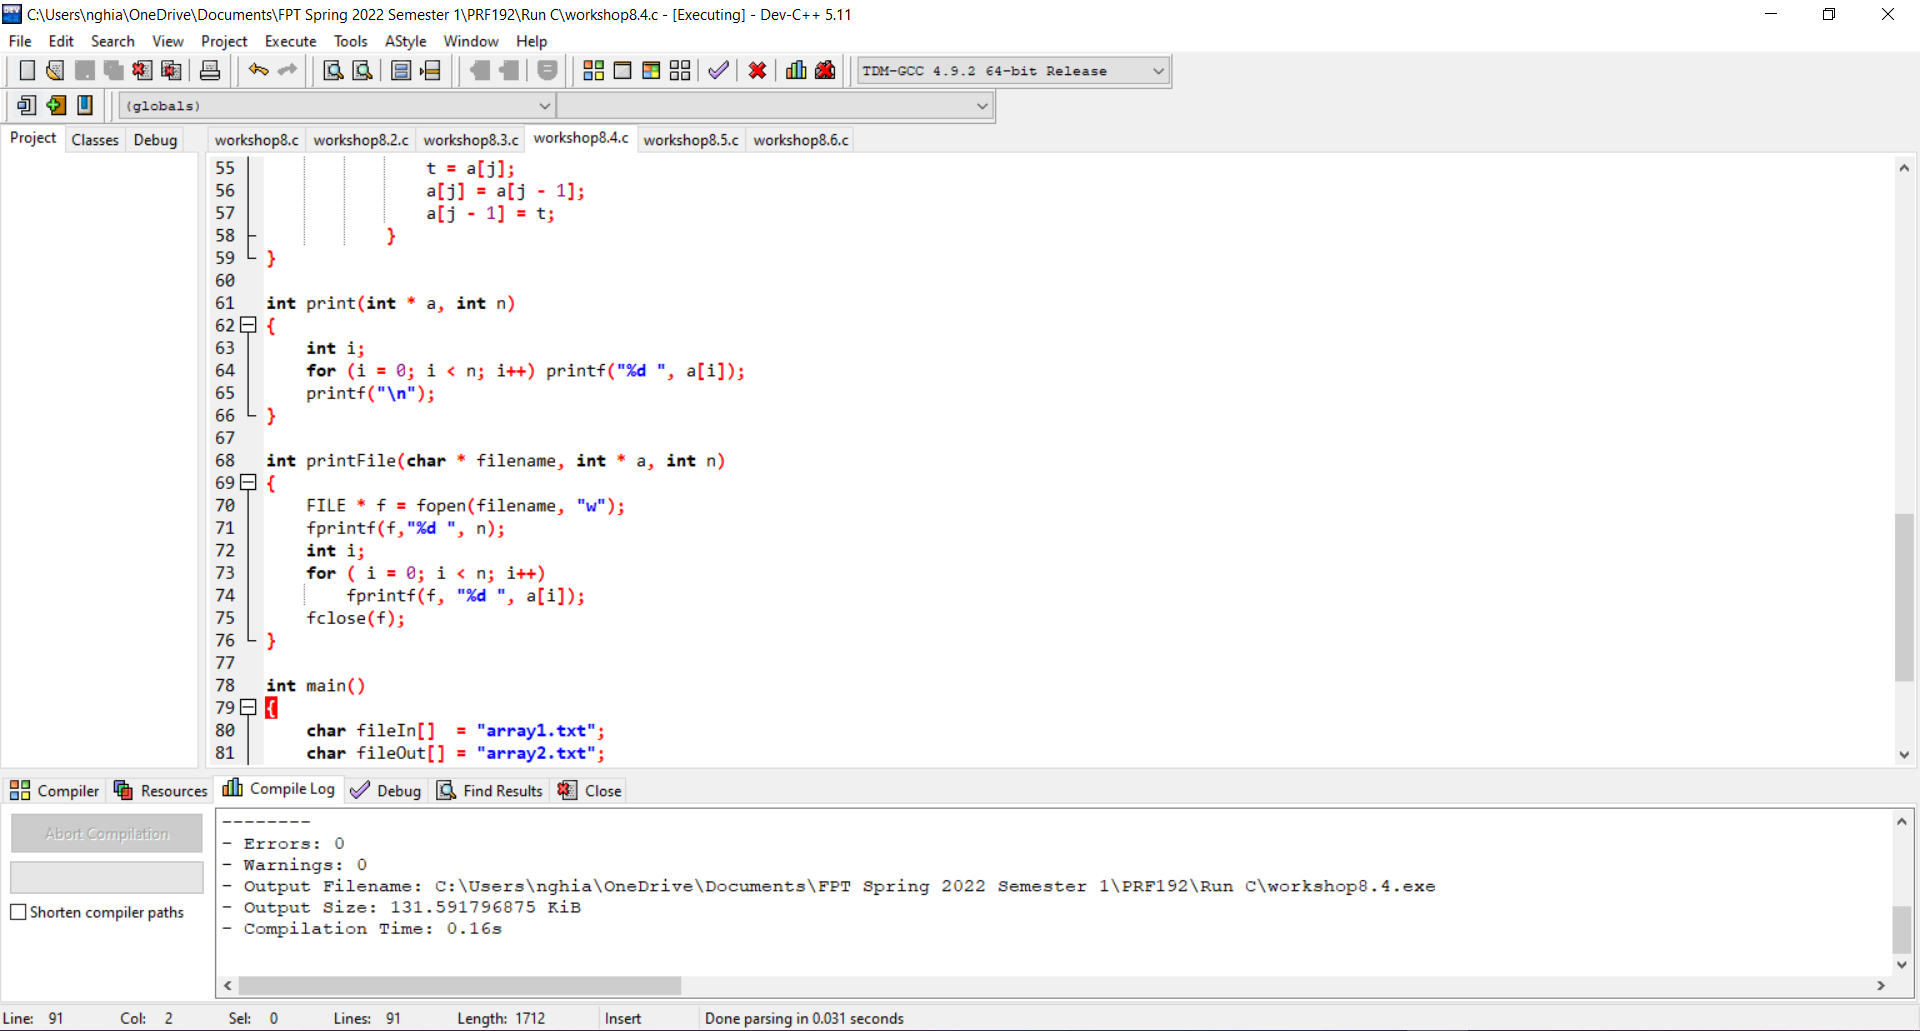 C:\Users\nghia\OneDrive\Documents\FPT Spring 2022 Semester 1\PRF192\Run C\workshop8.4.c - [Executing] - Dev-C++ 5.11
File Edit Search View Project Execute Tools AStyle Window Help
TDM-GCC 4.9.2 64-bit Release
(globals)
Project Classes Debug workshop8.c workshop8.2.c workshop8.3.c workshop8.4.c workshop8.5.c workshop8.6.c
55 t = a[j];
56 a[j] = a[j - 1];
57 a[j - 1] = t;
58 }
59 }
60
61 int print(int * a, int n)
62 {
63 int i;
64 for (i = 0; i < n; i++) printf("%d ", a[i]);
65 printf("\n");
66 }
67
68 int printFile(char * filename, int * a, int n)
69 {
70 FILE * f = fopen(filename, "w");
71 fprintf(f,"%d ", n);
72 int i;
73 for ( i = 0; i < n; i++)
74 fprintf(f, "%d ", a[i]);
75 fclose(f);
76 }
77
78 int main()
79 {
80 char fileIn[]  = "array1.txt";
81 char fileOut[] = "array2.txt";
Compiler Resources Compile Log Debug Find Results Close
Abort Compilation
Shorten compiler paths
--------
- Errors: 0
- Warnings: 0
- Output Filename: C:\Users\nghia\OneDrive\Documents\FPT Spring 2022 Semester 1\PRF192\Run C\workshop8.4.exe
- Output Size: 131.591796875 KiB
- Compilation Time: 0.16s
Line: 91 Col: 2 Sel: 0 Lines: 91 Length: 1712 Insert Done parsing in 0.031 seconds